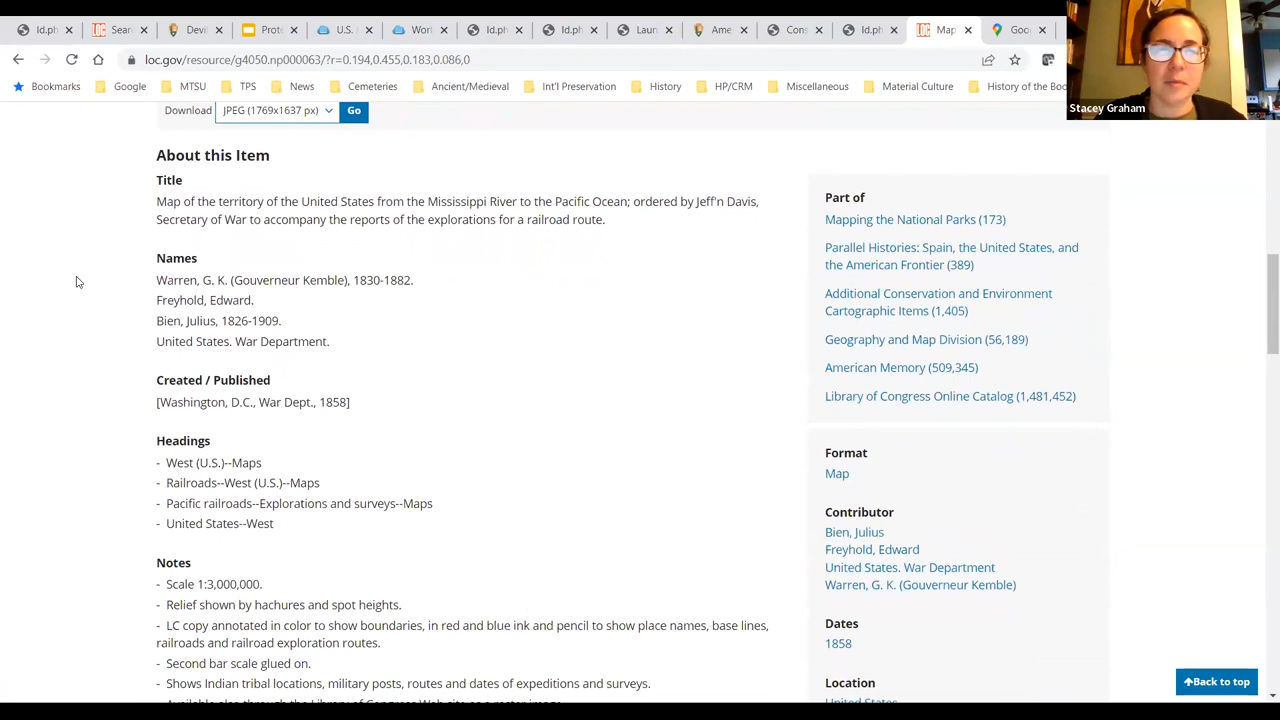 Id.ph
Sear
Devil
Prote
U.S.
Worl
Id.ph
Id.ph
Laun
Ame
Cons
Id.ph
Map
Goo
loc.gov/resource/g4050.np000063/?r=0.194,0.455,0.183,0.086,0
Bookmarks
Google
MTSU
TPS
News
Cemeteries
Ancient/Medieval
Int'l Preservation
History
HP/CRM
Miscellaneous
Material Culture
History of the Boo
Stacey Graham
Download
JPEG (1769x1637 px)
Go
About this Item
Title
Map of the territory of the United States from the Mississippi River to the Pacific Ocean; ordered by Jeff'n Davis,
Secretary of War to accompany the reports of the explorations for a railroad route.
Names
Warren, G. K. (Gouverneur Kemble), 1830-1882.
Freyhold, Edward.
Bien, Julius, 1826-1909.
United States. War Department.
Created / Published
[Washington, D.C., War Dept., 1858]
Headings
- West (U.S.)--Maps
- Railroads--West (U.S.)--Maps
- Pacific railroads--Explorations and surveys--Maps
- United States--West
Notes
- Scale 1:3,000,000.
- Relief shown by hachures and spot heights.
- LC copy annotated in color to show boundaries, in red and blue ink and pencil to show place names, base lines,
railroads and railroad exploration routes.
- Second bar scale glued on.
- Shows Indian tribal locations, military posts, routes and dates of expeditions and surveys.
Part of
Mapping the National Parks (173)
Parallel Histories: Spain, the United States, and
the American Frontier (389)
Additional Conservation and Environment
Cartographic Items (1,405)
Geography and Map Division (56,189)
American Memory (509,345)
Library of Congress Online Catalog (1,481,452)
Format
Map
Contributor
Bien, Julius
Freyhold, Edward
United States. War Department
Warren, G. K. (Gouverneur Kemble)
Dates
1858
Location
Back to top